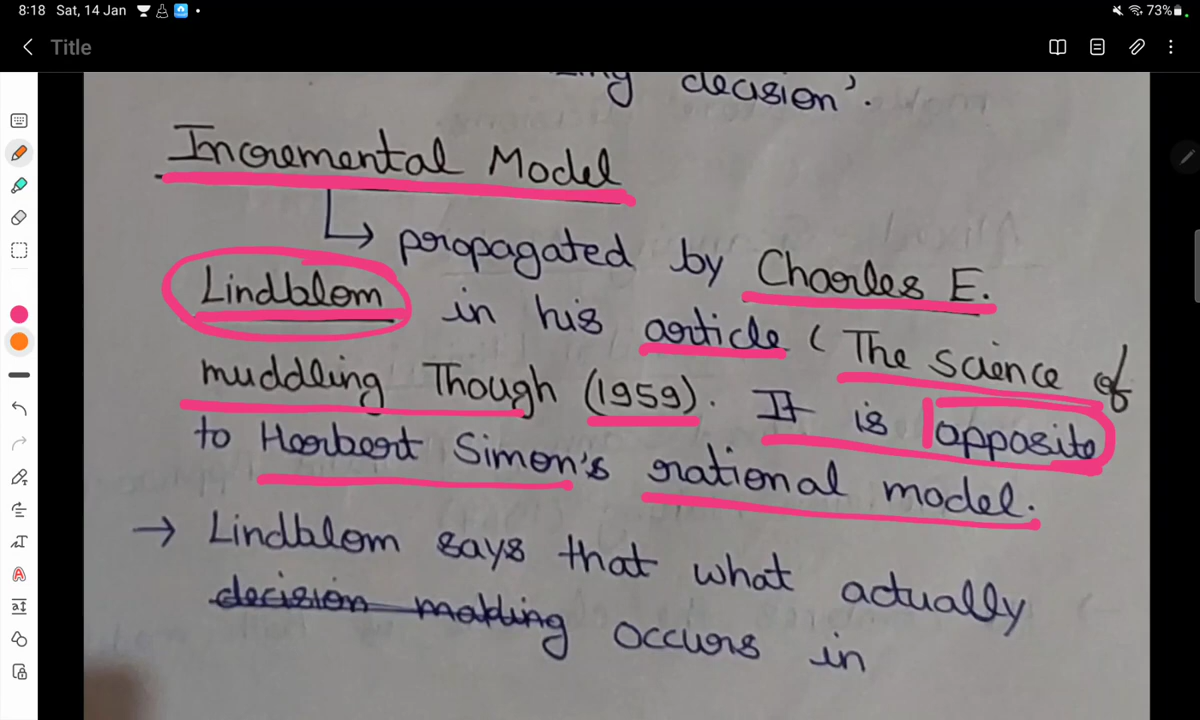 8:18 Sat, 14 Jan
73%
Title
decision'.
Incremental Model
↳ propagated by Charles E.
Lindblom in his article (The Science of
muddling Though (1959). It is opposite
to Herbert Simon's rational model.
→ Lindblom says that what actually
decision making occurs in